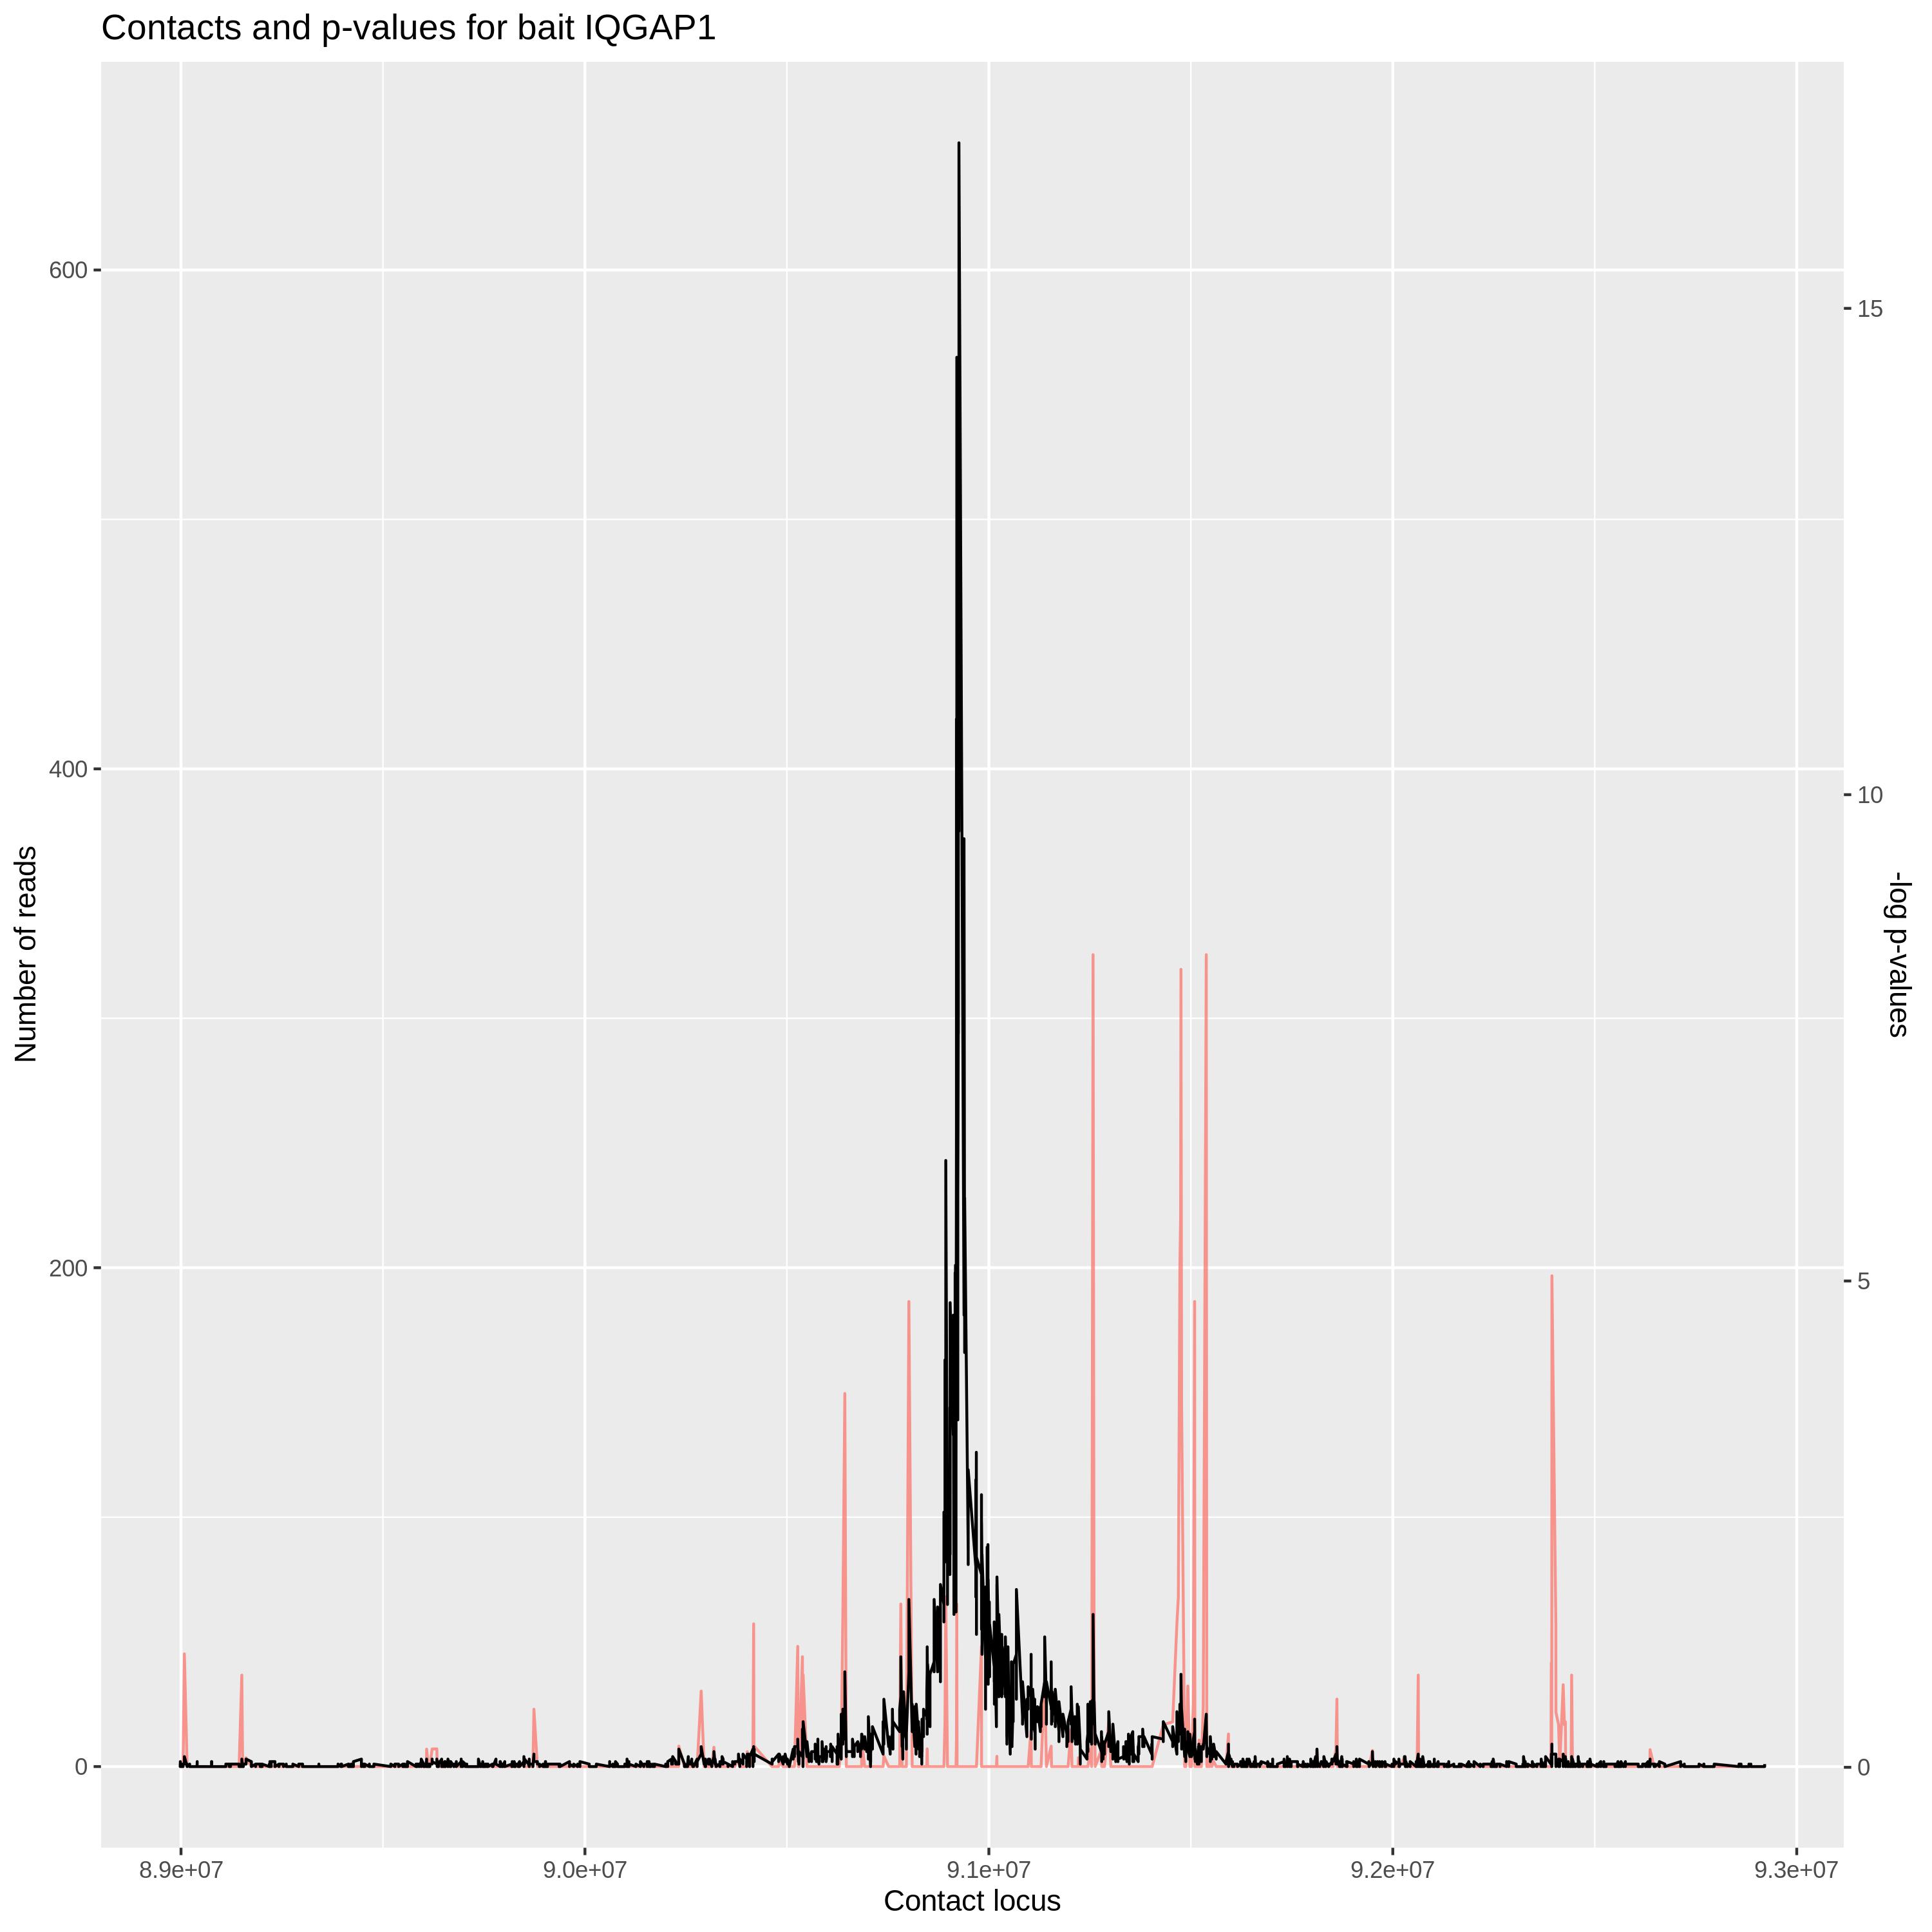 Contacts and p-values for bait IQGAP1
600
400
200
0
Number of reads
15
10
5
0
-log p-values
8.9e+07
9.0e+07
9.1e+07
9.2e+07
9.3e+07
Contact locus